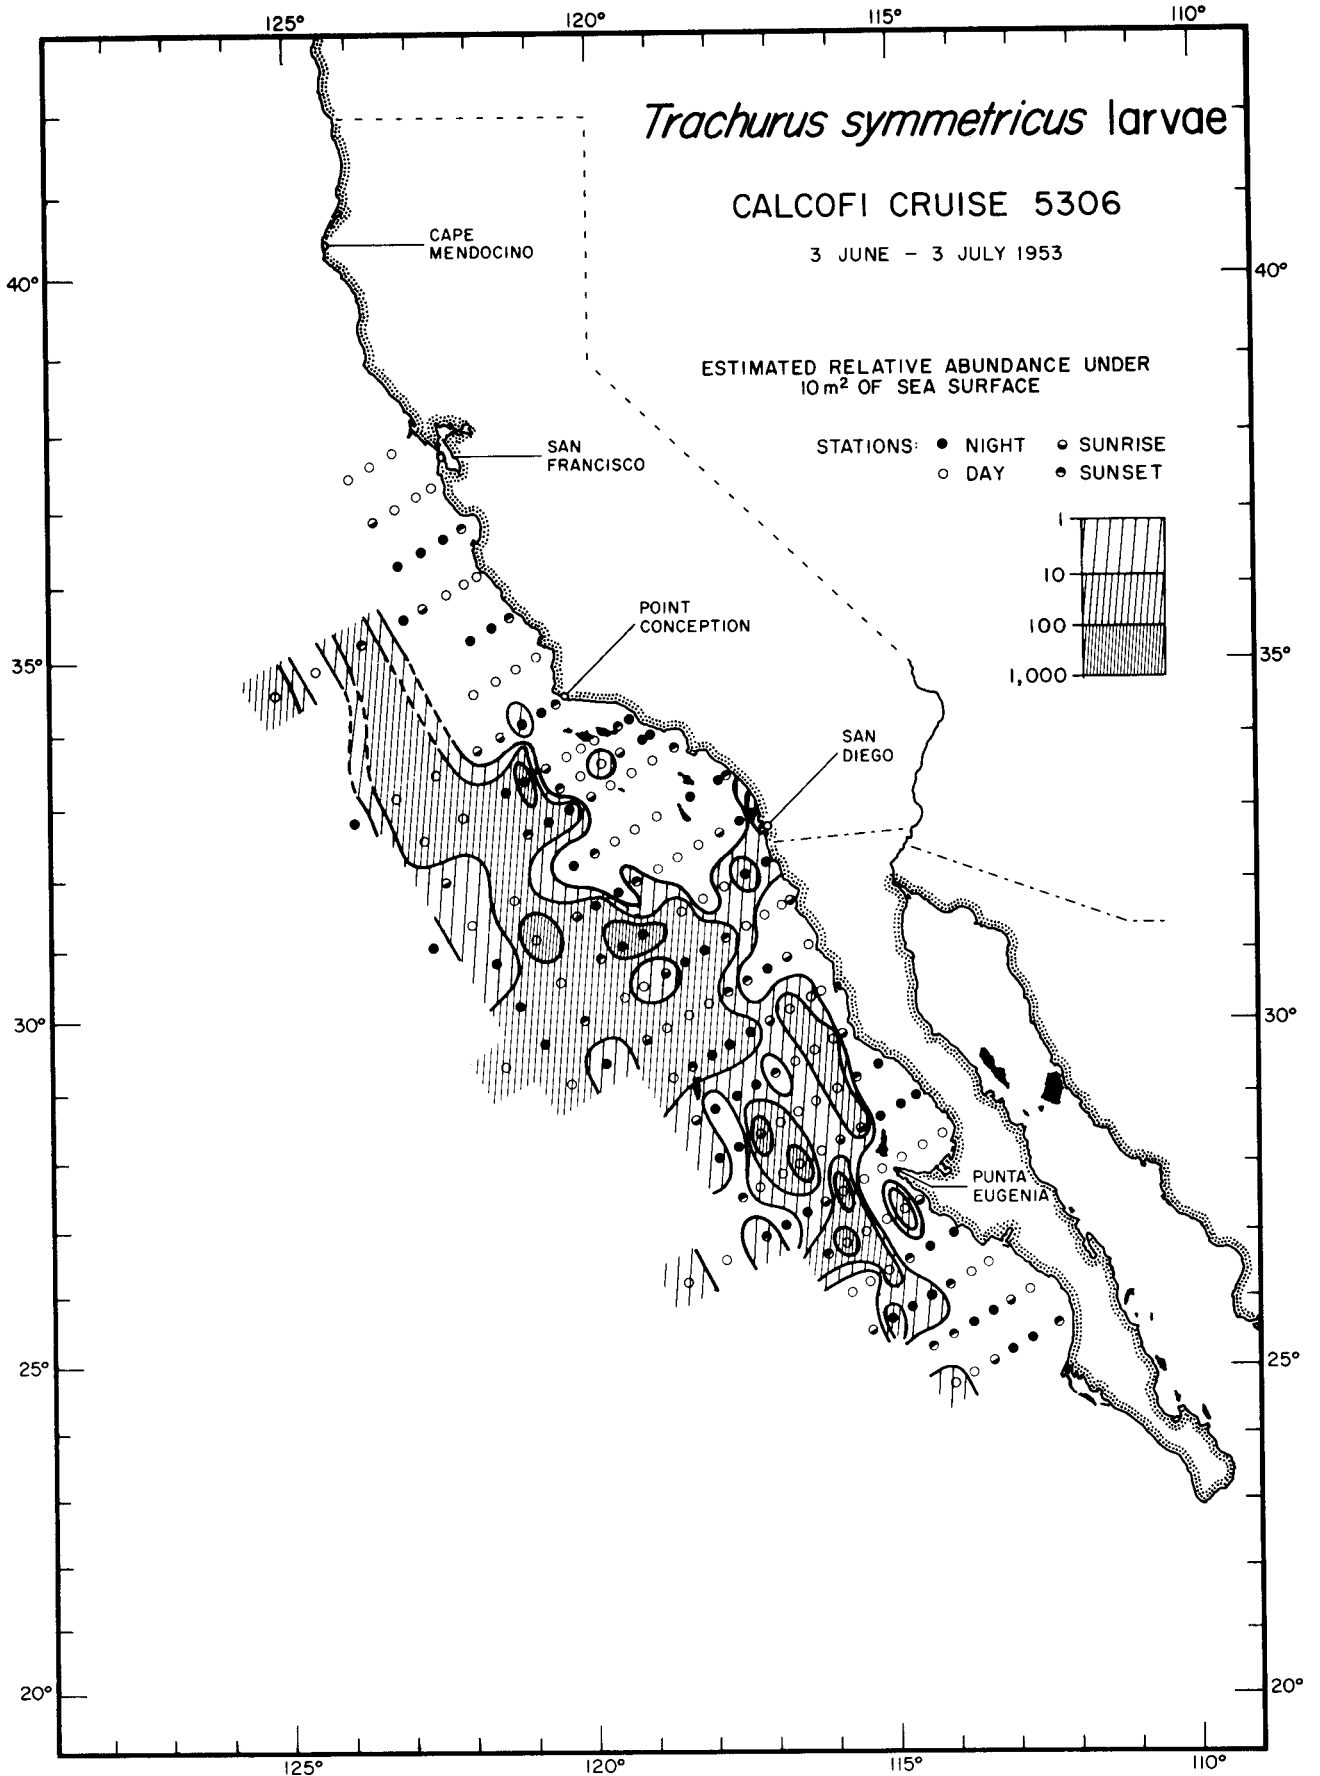 125° 120° 115° 110°
Trachurus symmetricus larvae
CALCOFI CRUISE 5306
3 JUNE – 3 JULY 1953
CAPE
MENDOCINO
40° 40°
ESTIMATED RELATIVE ABUNDANCE UNDER
10m² OF SEA SURFACE
STATIONS: ● NIGHT SUNRISE
○ DAY SUNSET
SAN
FRANCISCO
1
10
100
1,000
POINT
CONCEPTION
35° 35°
SAN
DIEGO
30° 30°
PUNTA
EUGENIA
25° 25°
20° 20°
125° 120° 115° 110°